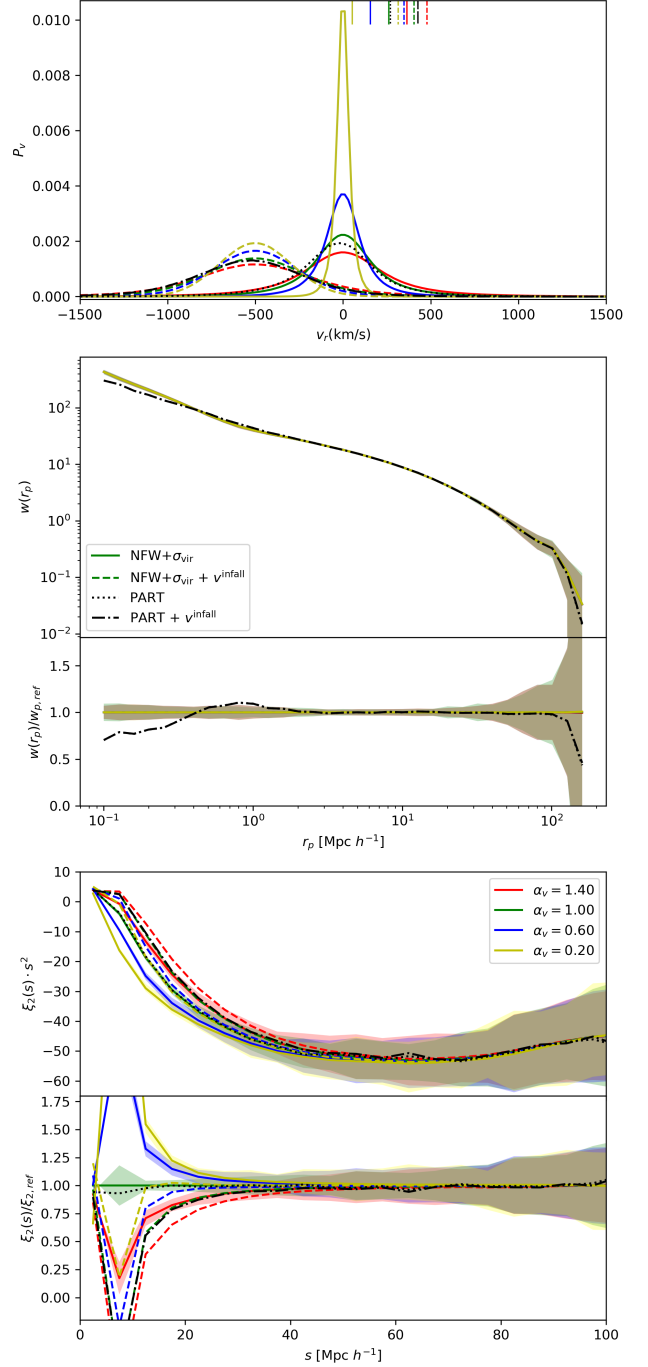 0.010
0.008
0.006
0.004
0.002
0.000
P_v
−1500 −1000 −500 0 500 1000 1500
v_r(km/s)
10^2
10^1
10^0
10^−1
10^−2
w(r_p)
NFW+σ_vir
NFW+σ_vir + v^infall
PART
PART + v^infall
1.5
1.0
0.5
0.0
w(r_p)/w_p,ref
10^−1 10^0 10^1 10^2
r_p [Mpc h^−1]
10
0
−10
−20
−30
−40
−50
−60
ξ_2(s) · s^2
α_v = 1.40
α_v = 1.00
α_v = 0.60
α_v = 0.20
1.75
1.50
1.25
1.00
0.75
0.50
0.25
0.00
ξ_2(s)/ξ_2,ref
0 20 40 60 80 100
s [Mpc h^−1]